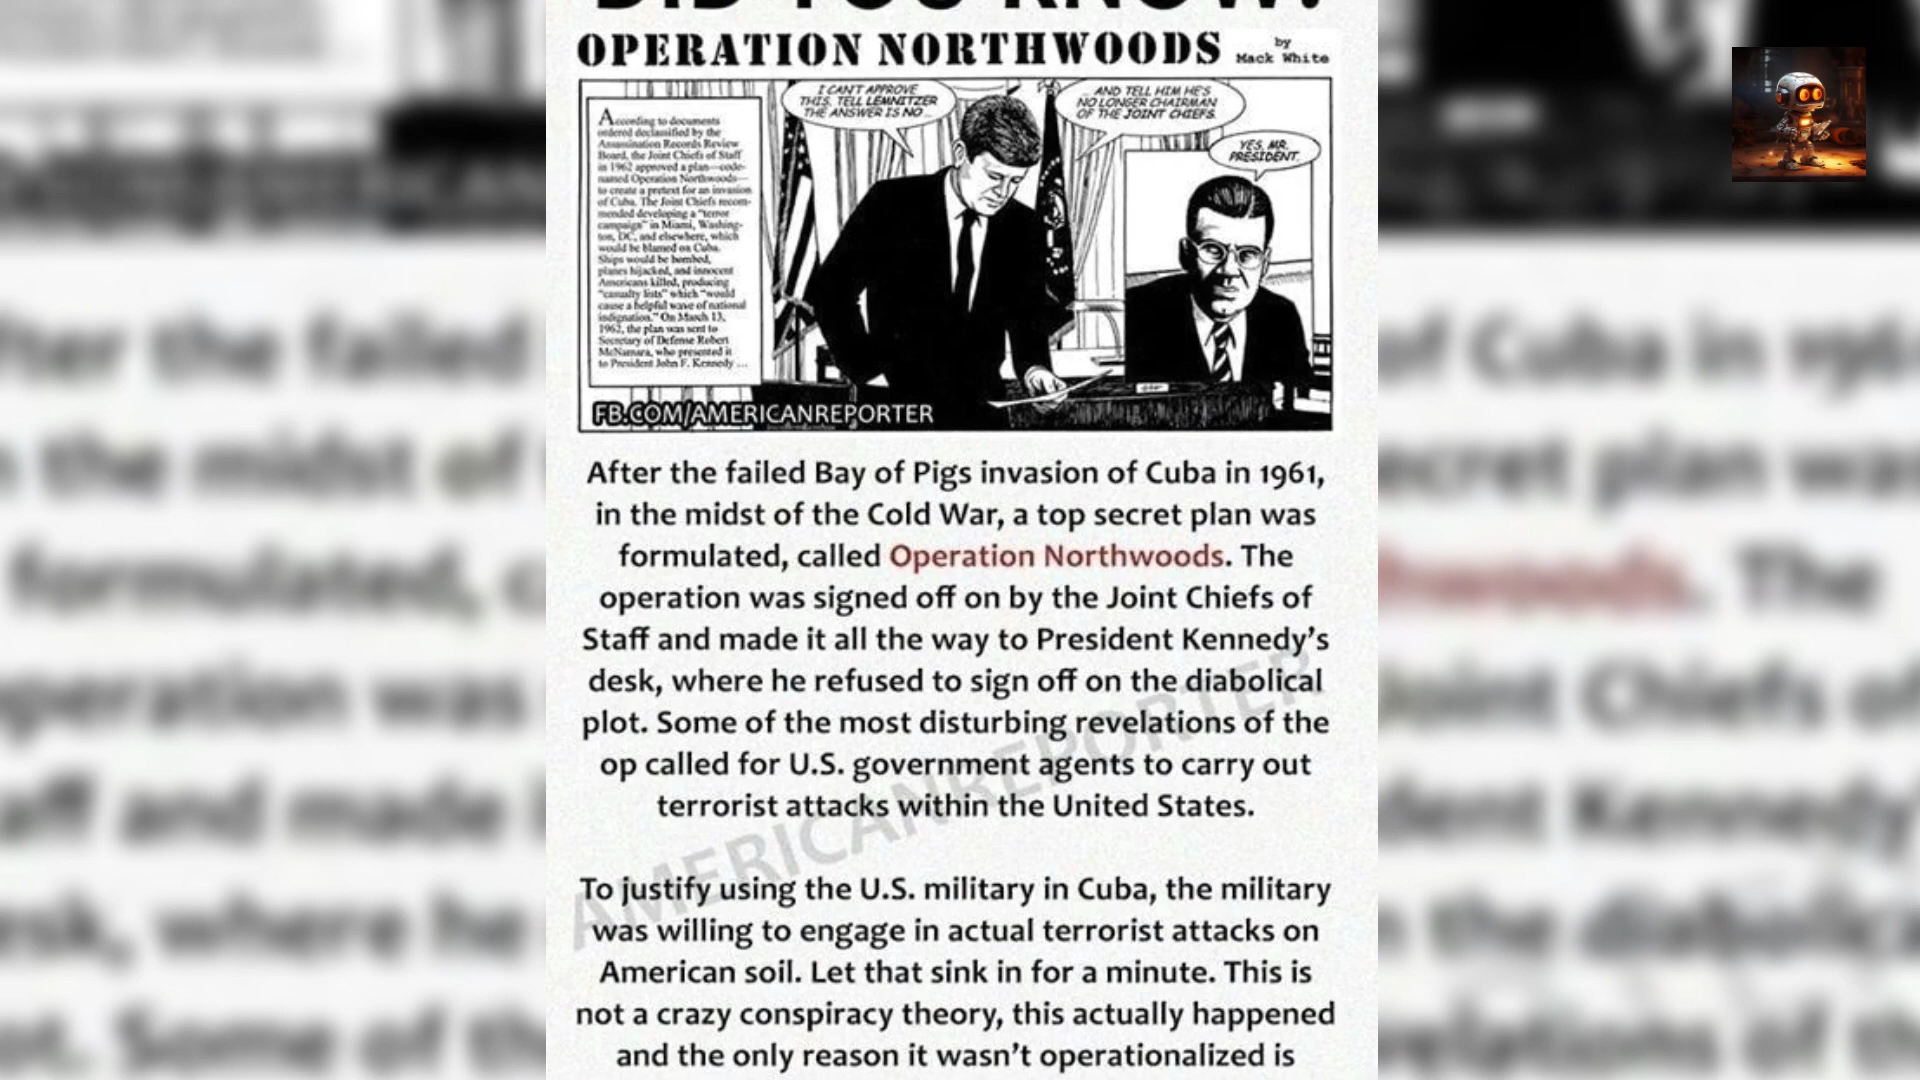 DID YOU KNOW?
OPERATION NORTHWOODS
by
Mack White
According to documents
ordered declassified by the
Assassination Records Review
Board, the Joint Chiefs of Staff
in 1962 approved a plan—code-
named Operation Northwoods—
to create a pretext for an invasion
of Cuba. The Joint Chiefs recom-
mended developing a "terror
campaign" in Miami, Washing-
ton, DC, and elsewhere, which
would be blamed on Cuba.
Ships would be bombed,
planes hijacked, and innocent
Americans killed, producing
"casualty lists" which "would
cause a helpful wave of national
indignation." On March 13,
1962, the plan was sent to
Secretary of Defense Robert
McNamara, who presented it
to President John F. Kennedy ...
I CAN'T APPROVE
THIS. TELL LEMNITZER
THE ANSWER IS NO ...
... AND TELL HIM HE'S
NO LONGER CHAIRMAN
OF THE JOINT CHIEFS.
YES, MR.
PRESIDENT.
FB.COM/AMERICANREPORTER
After the failed Bay of Pigs invasion of Cuba in 1961,
in the midst of the Cold War, a top secret plan was
formulated, called Operation Northwoods. The
operation was signed off on by the Joint Chiefs of
Staff and made it all the way to President Kennedy's
desk, where he refused to sign off on the diabolical
plot. Some of the most disturbing revelations of the
op called for U.S. government agents to carry out
terrorist attacks within the United States.
AMERICANREPORTER
To justify using the U.S. military in Cuba, the military
was willing to engage in actual terrorist attacks on
American soil. Let that sink in for a minute. This is
not a crazy conspiracy theory, this actually happened
and the only reason it wasn't operationalized is